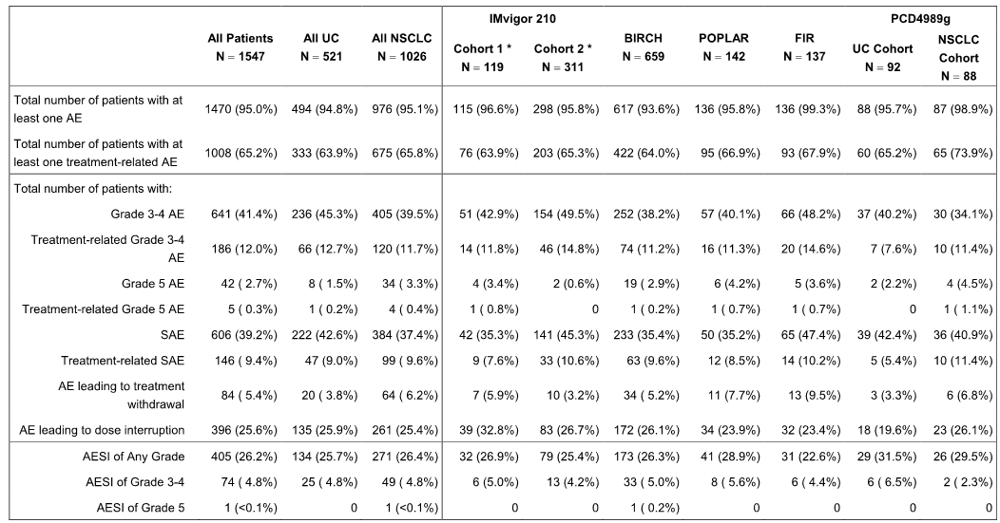 IMvigor 210 PCD4989g
All Patients All UC All NSCLC Cohort 1 * Cohort 2 * BIRCH POPLAR FIR UC Cohort NSCLC Cohort
N = 1547 N = 521 N = 1026 N = 119 N = 311 N = 659 N = 142 N = 137 N = 92 N = 88
Total number of patients with at
least one AE 1470 (95.0%) 494 (94.8%) 976 (95.1%) 115 (96.6%) 298 (95.8%) 617 (93.6%) 136 (95.8%) 136 (99.3%) 88 (95.7%) 87 (98.9%)
Total number of patients with at
least one treatment-related AE 1008 (65.2%) 333 (63.9%) 675 (65.8%) 76 (63.9%) 203 (65.3%) 422 (64.0%) 95 (66.9%) 93 (67.9%) 60 (65.2%) 65 (73.9%)
Total number of patients with:
Grade 3-4 AE 641 (41.4%) 236 (45.3%) 405 (39.5%) 51 (42.9%) 154 (49.5%) 252 (38.2%) 57 (40.1%) 66 (48.2%) 37 (40.2%) 30 (34.1%)
Treatment-related Grade 3-4
AE 186 (12.0%) 66 (12.7%) 120 (11.7%) 14 (11.8%) 46 (14.8%) 74 (11.2%) 16 (11.3%) 20 (14.6%) 7 (7.6%) 10 (11.4%)
Grade 5 AE 42 ( 2.7%) 8 ( 1.5%) 34 ( 3.3%) 4 (3.4%) 2 (0.6%) 19 ( 2.9%) 6 (4.2%) 5 (3.6%) 2 (2.2%) 4 (4.5%)
Treatment-related Grade 5 AE 5 ( 0.3%) 1 ( 0.2%) 4 ( 0.4%) 1 ( 0.8%) 0 1 ( 0.2%) 1 ( 0.7%) 1 ( 0.7%) 0 1 ( 1.1%)
SAE 606 (39.2%) 222 (42.6%) 384 (37.4%) 42 (35.3%) 141 (45.3%) 233 (35.4%) 50 (35.2%) 65 (47.4%) 39 (42.4%) 36 (40.9%)
Treatment-related SAE 146 ( 9.4%) 47 (9.0%) 99 ( 9.6%) 9 (7.6%) 33 (10.6%) 63 (9.6%) 12 (8.5%) 14 (10.2%) 5 (5.4%) 10 (11.4%)
AE leading to treatment
withdrawal 84 ( 5.4%) 20 ( 3.8%) 64 ( 6.2%) 7 (5.9%) 10 (3.2%) 34 ( 5.2%) 11 (7.7%) 13 (9.5%) 3 (3.3%) 6 (6.8%)
AE leading to dose interruption 396 (25.6%) 135 (25.9%) 261 (25.4%) 39 (32.8%) 83 (26.7%) 172 (26.1%) 34 (23.9%) 32 (23.4%) 18 (19.6%) 23 (26.1%)
AESI of Any Grade 405 (26.2%) 134 (25.7%) 271 (26.4%) 32 (26.9%) 79 (25.4%) 173 (26.3%) 41 (28.9%) 31 (22.6%) 29 (31.5%) 26 (29.5%)
AESI of Grade 3-4 74 ( 4.8%) 25 ( 4.8%) 49 ( 4.8%) 6 (5.0%) 13 (4.2%) 33 ( 5.0%) 8 ( 5.6%) 6 ( 4.4%) 6 ( 6.5%) 2 ( 2.3%)
AESI of Grade 5 1 (<0.1%) 0 1 (<0.1%) 0 0 1 ( 0.2%) 0 0 0 0